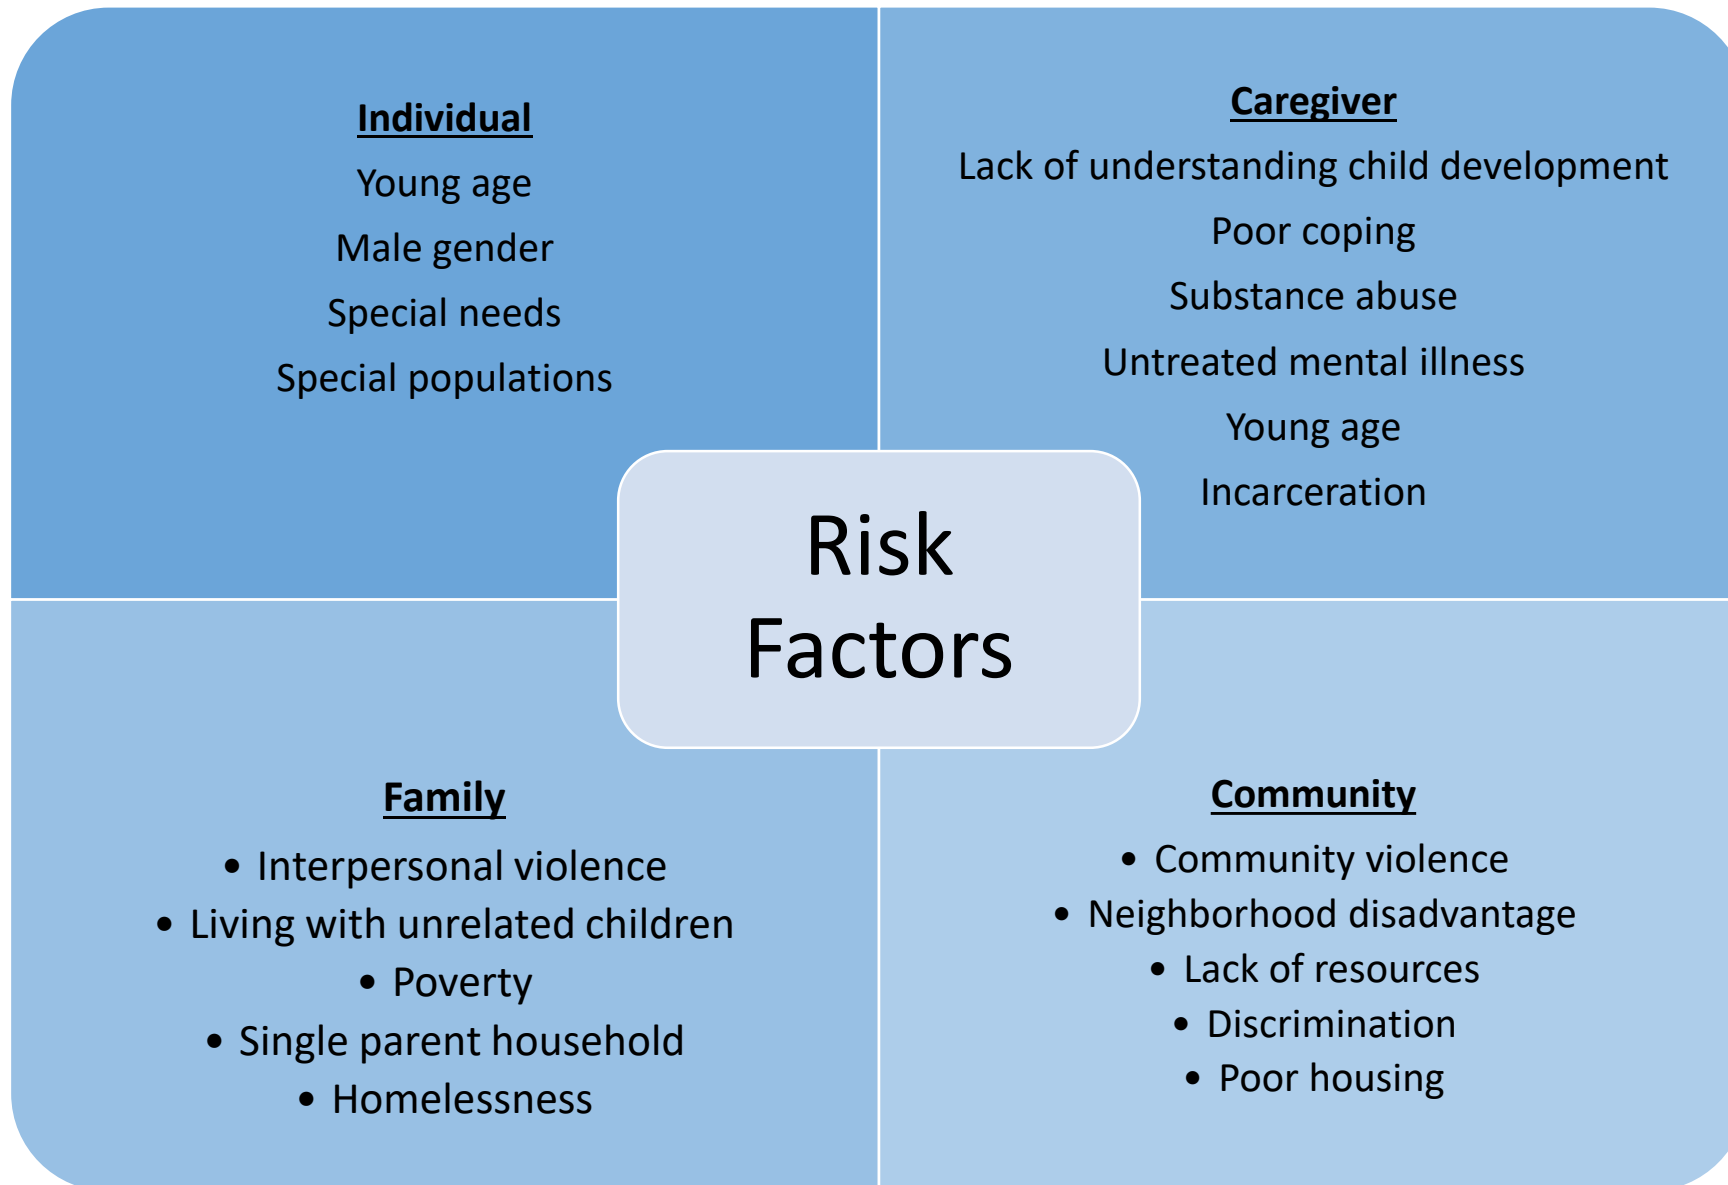 Individual
Young age
Male gender
Special needs
Special populations
Caregiver
Lack of understanding child development
Poor coping
Substance abuse
Untreated mental illness
Young age
Incarceration
Risk
Factors
Family
• Interpersonal violence
• Living with unrelated children
• Poverty
• Single parent household
• Homelessness
Community
• Community violence
• Neighborhood disadvantage
• Lack of resources
• Discrimination
• Poor housing